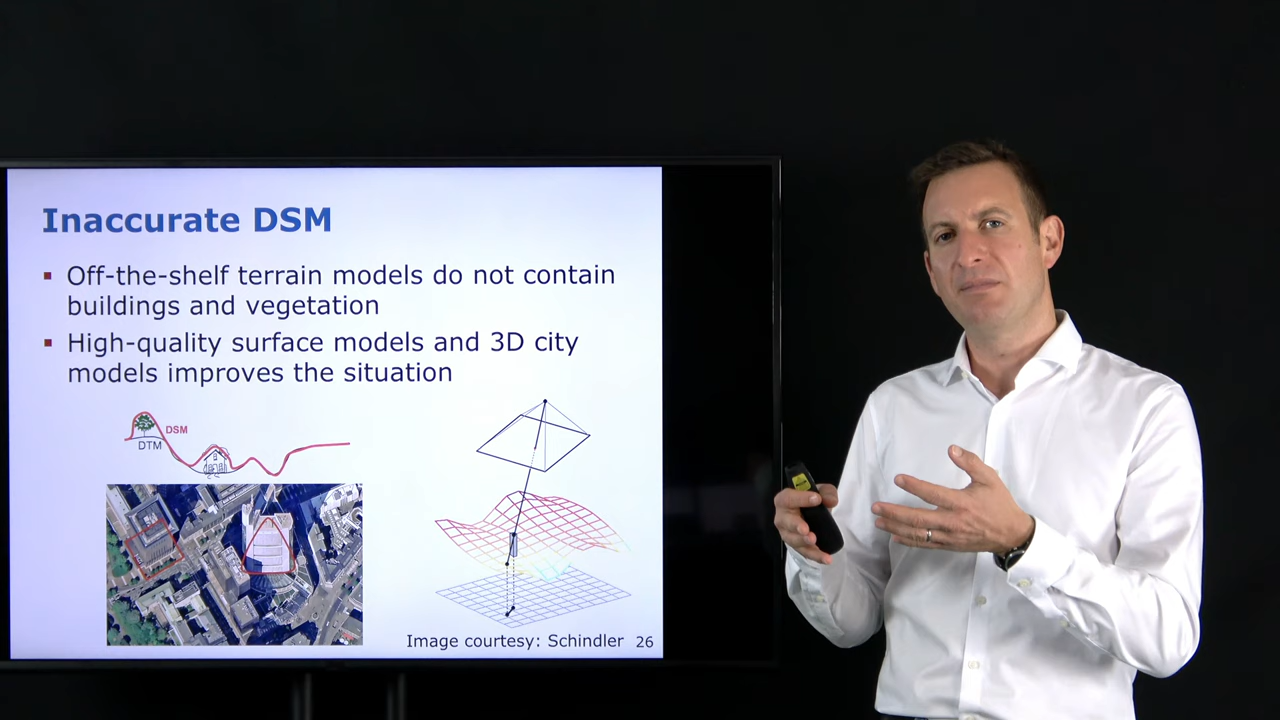 Inaccurate DSM
Off-the-shelf terrain models do not contain
buildings and vegetation
High-quality surface models and 3D city
models improves the situation
DSM
DTM
Image courtesy: Schindler 26